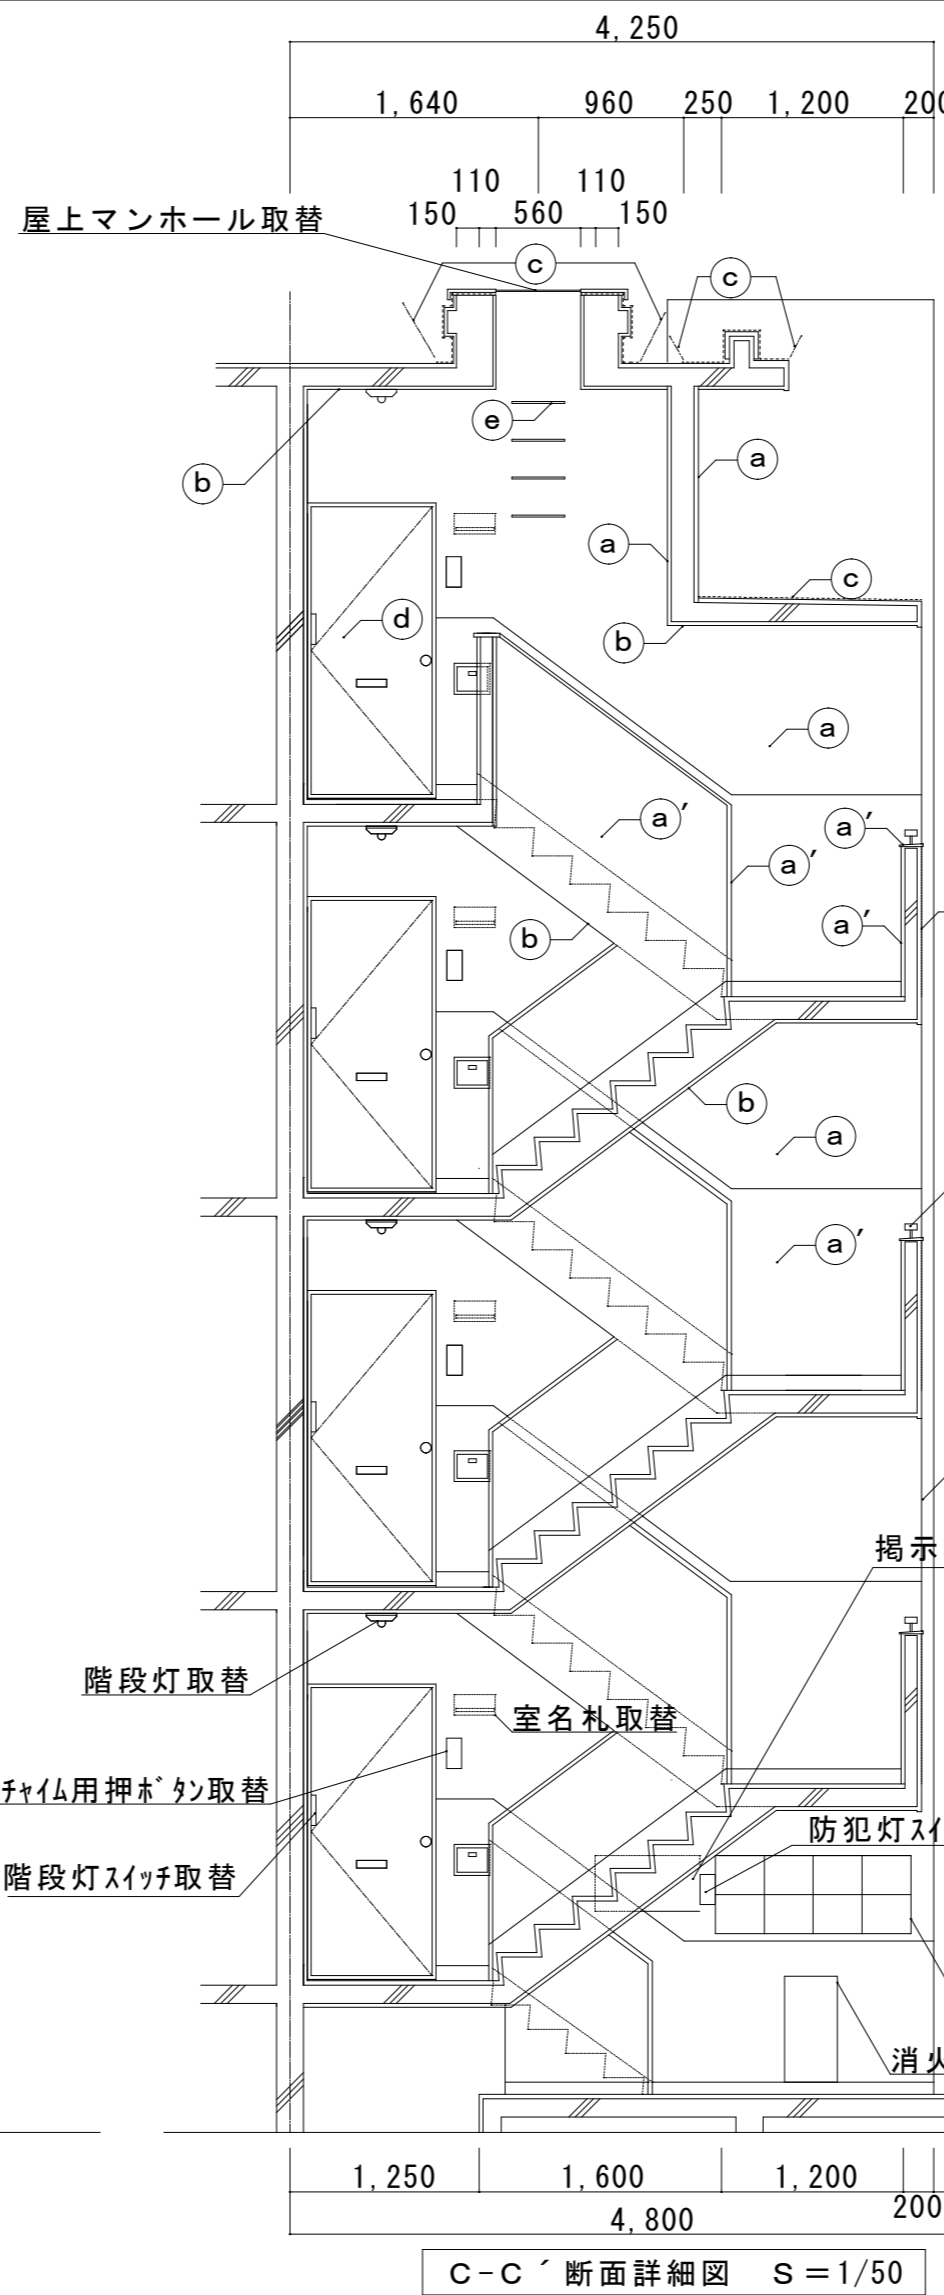 4,250
1,640 960 250 1,200 200
110 110
150 560 150
屋上マンホール取替
c
c
e
b
a
a
c
d
b
a
a′
a′
a′
a′
b
b
a
a′
掲示
階段灯取替
室名札取替
チャイム用押ボタン取替
防犯灯スイ
階段灯スイッチ取替
消火
1,250 1,600 1,200
200
4,800
C-C´断面詳細図 S=1/50